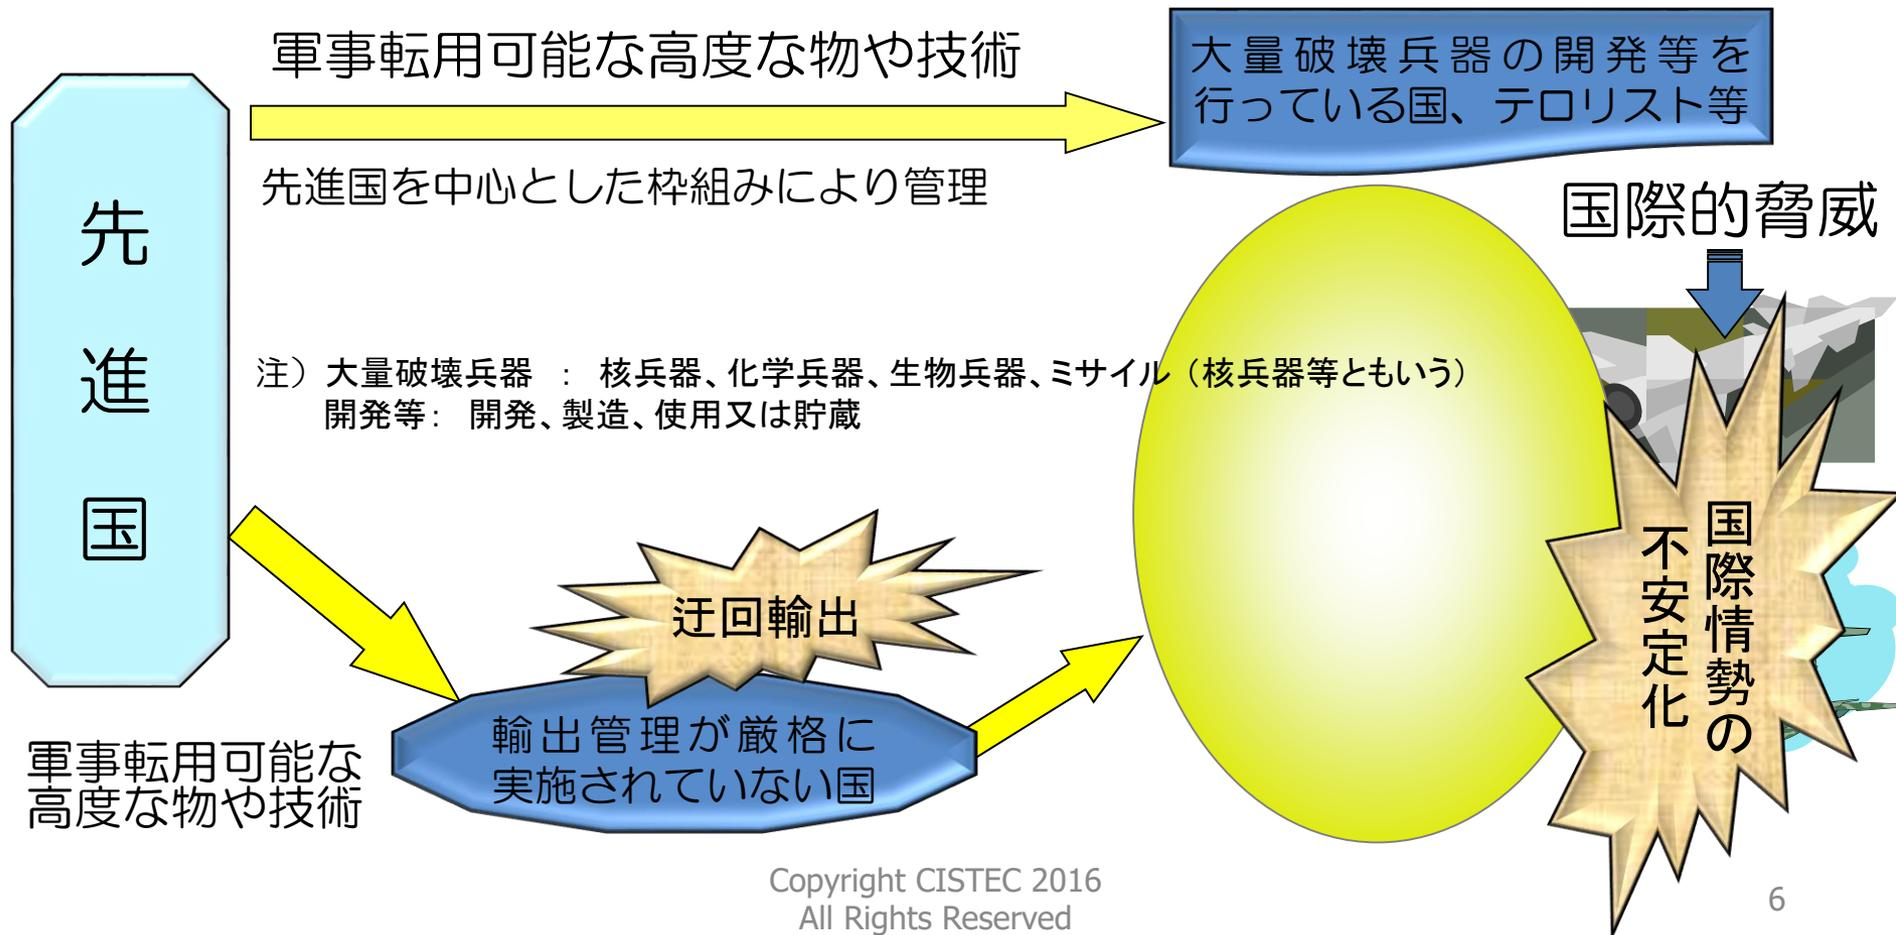 軍事転用可能な高度な物や技術
大量破壊兵器の開発等を
行っている国、テロリスト等
先進国を中心とした枠組みにより管理
国際的脅威
先進国
注） 大量破壊兵器 ： 核兵器、化学兵器、生物兵器、ミサイル（核兵器等ともいう）
開発等： 開発、製造、使用又は貯蔵
国際情勢の
不安定化
迂回輸出
輸出管理が厳格に
実施されていない国
軍事転用可能な
高度な物や技術
Copyright CISTEC 2016
All Rights Reserved
6